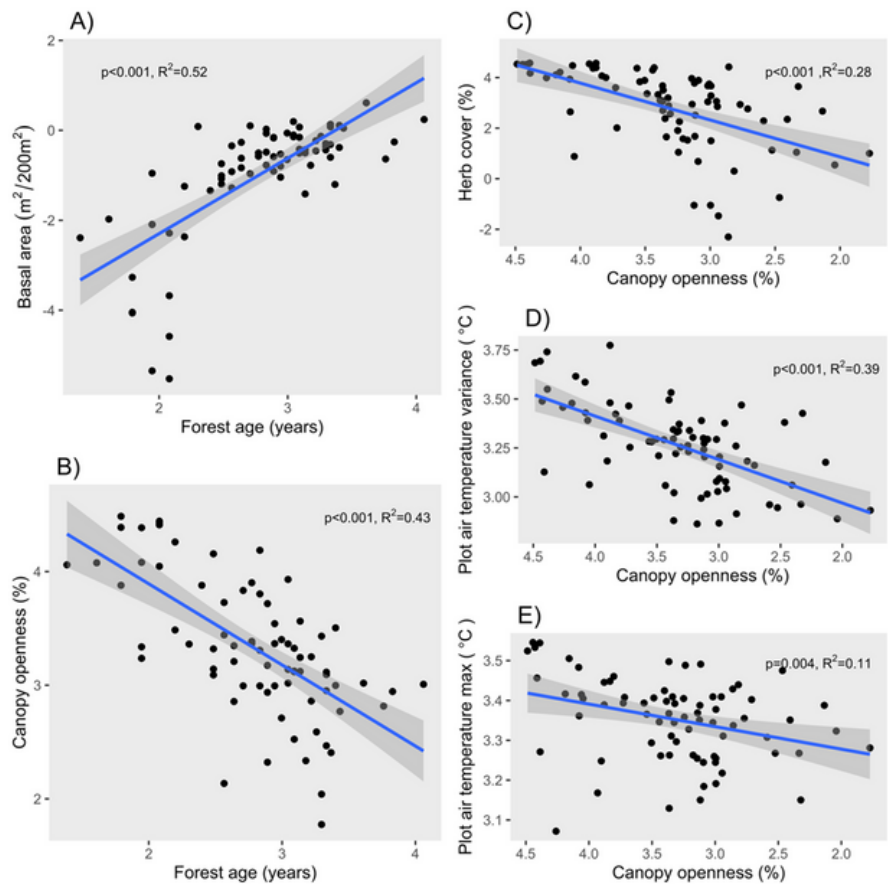 A)
p<0.001, R²=0.52
Basal area (m²/200m²)
2
0
-2
-4
2 3 4
Forest age (years)
B)
p<0.001, R²=0.43
Canopy openness (%)
4
3
2
2 3 4
Forest age (years)
C)
p<0.001 ,R²=0.28
Herb cover (%)
4
2
0
-2
4.5 4.0 3.5 3.0 2.5 2.0
Canopy openness (%)
D)
p<0.001, R²=0.39
Plot air temperature variance ( °C)
3.75
3.50
3.25
3.00
4.5 4.0 3.5 3.0 2.5 2.0
Canopy openness (%)
E)
p=0.004, R²=0.11
Plot air temperature max ( °C)
3.5
3.4
3.3
3.2
3.1
4.5 4.0 3.5 3.0 2.5 2.0
Canopy openness (%)